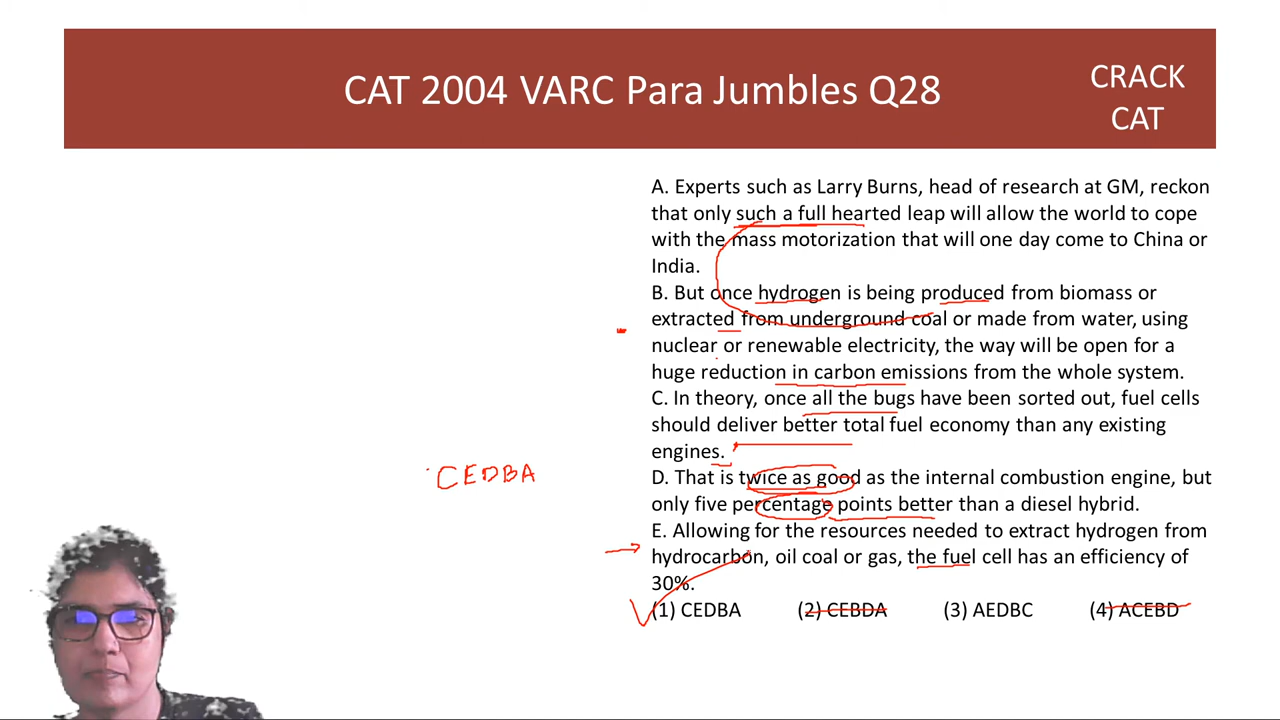 CAT 2004 VARC Para Jumbles Q28
CRACK
CAT
A. Experts such as Larry Burns, head of research at GM, reckon
that only such a full hearted leap will allow the world to cope
with the mass motorization that will one day come to China or
India.
B. But once hydrogen is being produced from biomass or
extracted from underground coal or made from water, using
nuclear or renewable electricity, the way will be open for a
huge reduction in carbon emissions from the whole system.
C. In theory, once all the bugs have been sorted out, fuel cells
should deliver better total fuel economy than any existing
engines.
D. That is twice as good as the internal combustion engine, but
only five percentage points better than a diesel hybrid.
E. Allowing for the resources needed to extract hydrogen from
hydrocarbon, oil coal or gas, the fuel cell has an efficiency of
30%.
(1) CEDBA (2) CEBDA (3) AEDBC (4) ACEBD
CEDBA